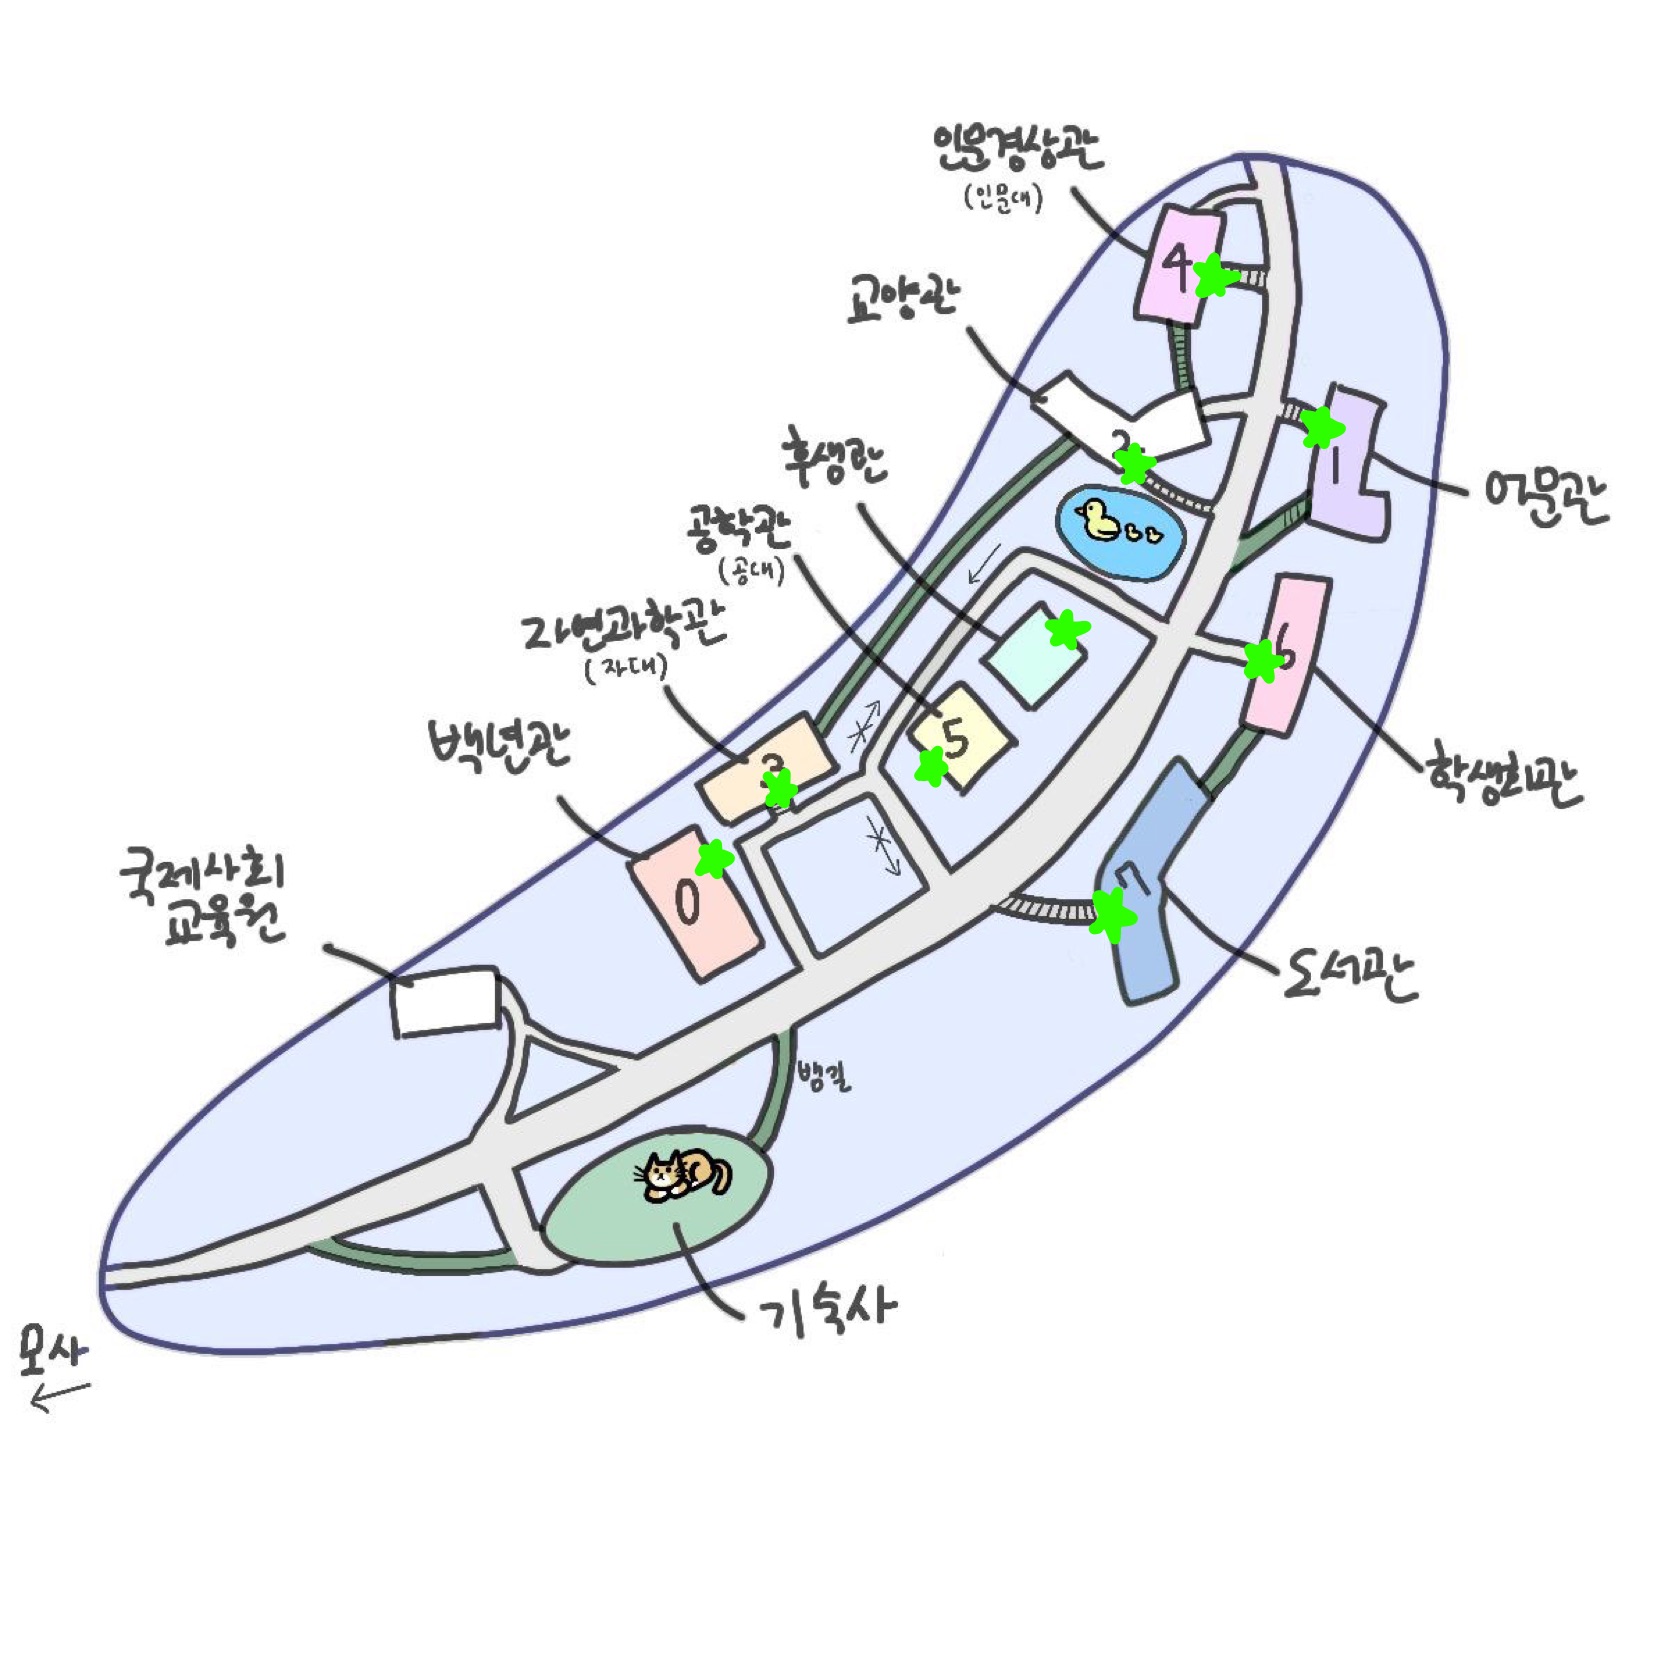 인문경상관
(인문대)
4
교양관
2
1
어문관
후생관
공학관
(공대)
5
6
학생회관
자연과학관
(자대)
3
백년관
0
7
도서관
국제사회
교육원
뱀길
기숙사
모사